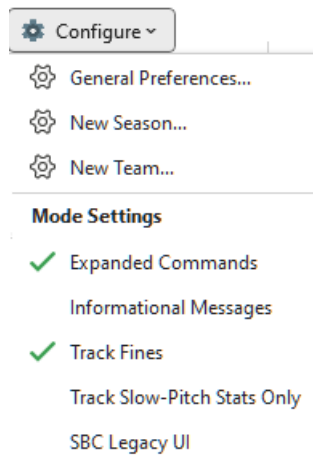 Configure
General Preferences...
New Season...
New Team...
Mode Settings
Expanded Commands
Informational Messages
Track Fines
Track Slow-Pitch Stats Only
SBC Legacy UI